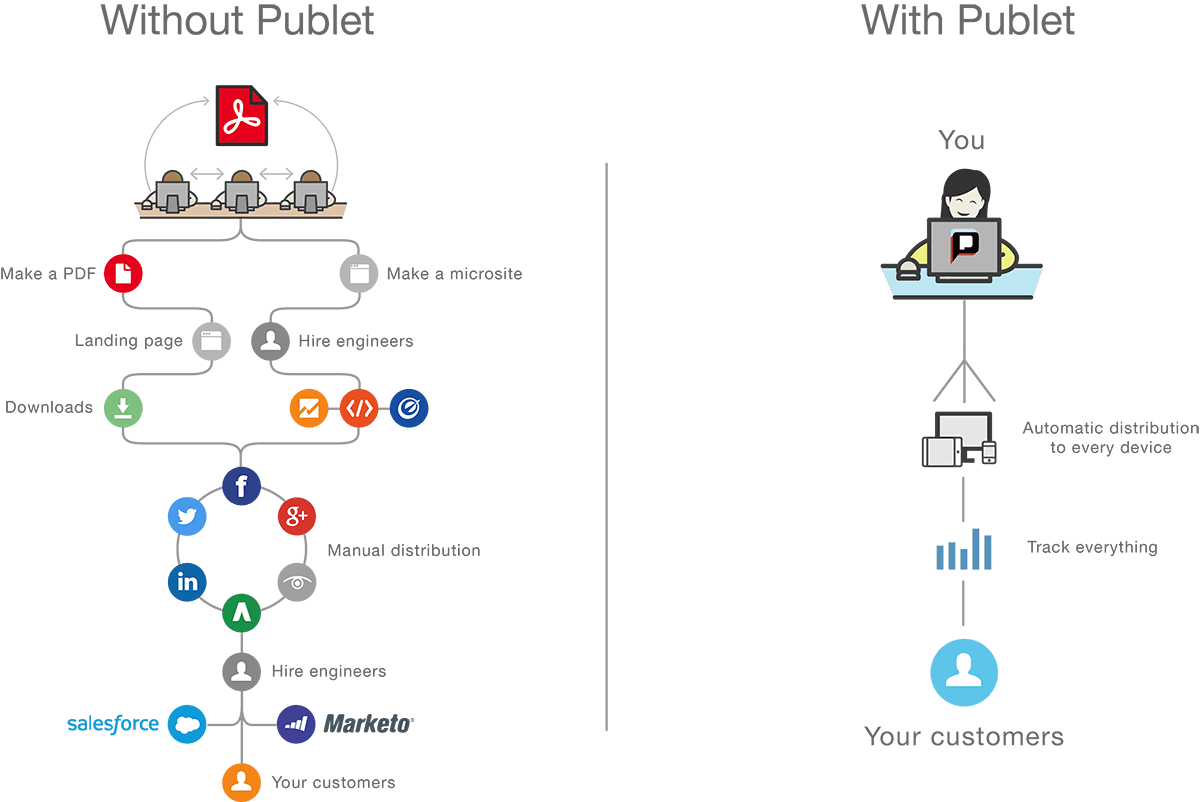 Without Publet
With Publet
Make a PDF
Make a microsite
Landing page
Hire engineers
Downloads
</>
f
g+
in
Manual distribution
Hire engineers
salesforce
Marketo®
Your customers
You
P
Automatic distribution
to every device
Track everything
Your customers